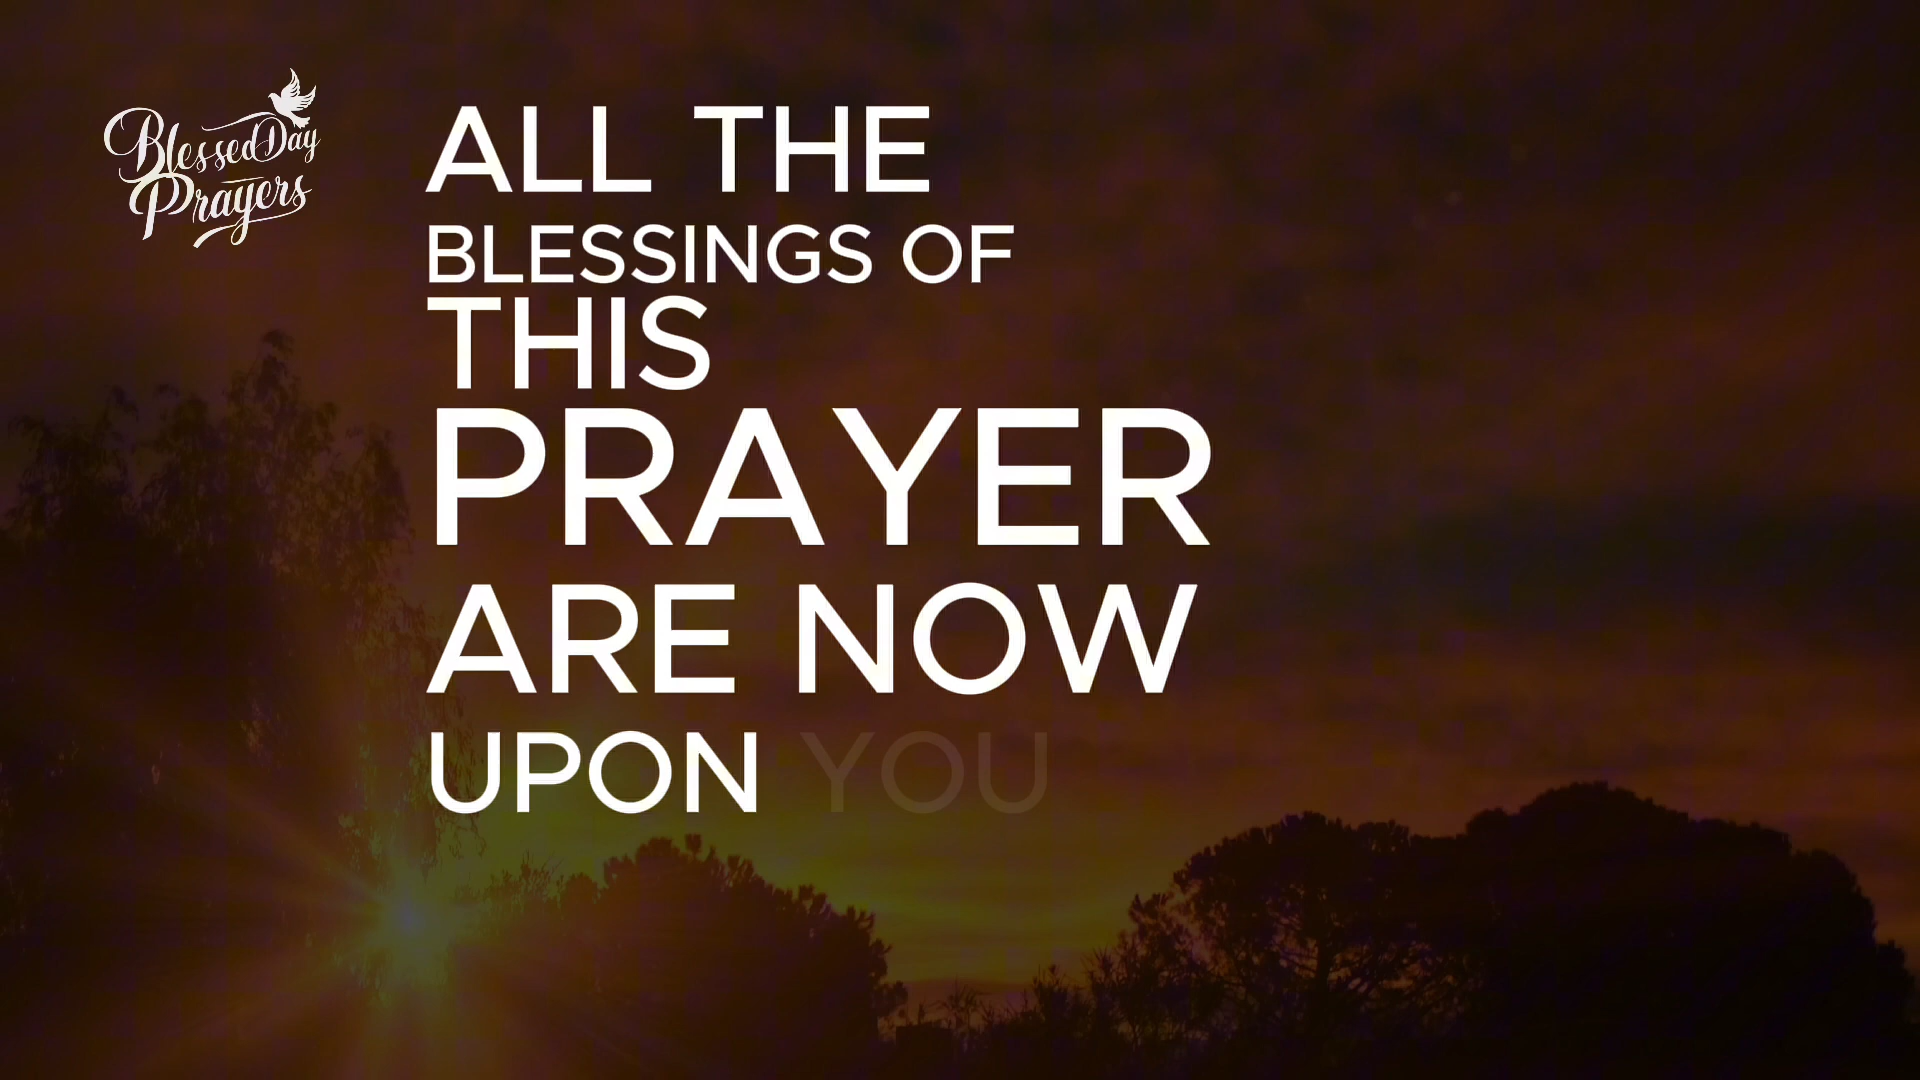 Blessed Day
Prayers
ALL THE
BLESSINGS OF
THIS
PRAYER
ARE NOW
UPON YOU